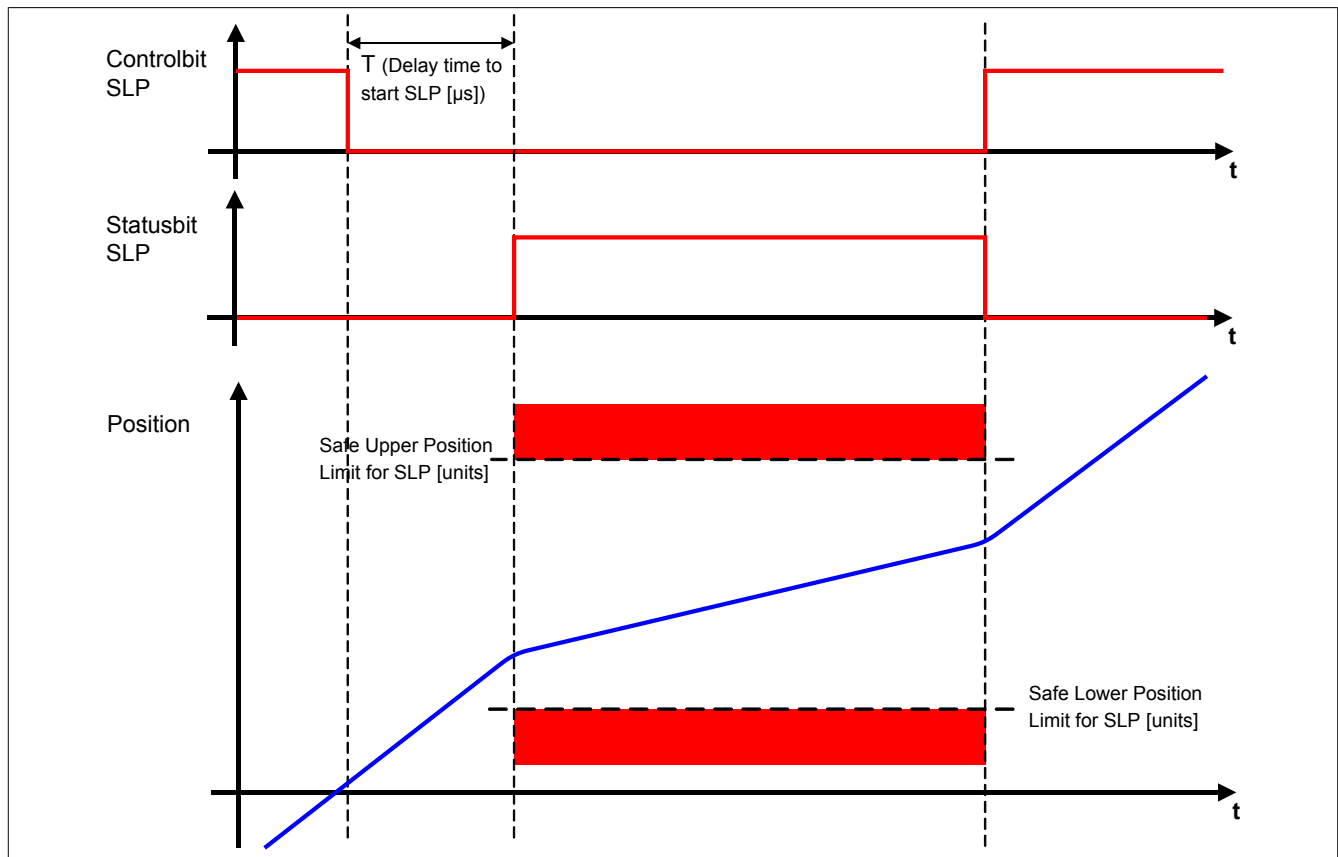 Controlbit
SLP
T (Delay time to
start SLP [µs])
t
Statusbit
SLP
t
Position
Safe Upper Position
Limit for SLP [units]
Safe Lower Position
Limit for SLP [units]
t